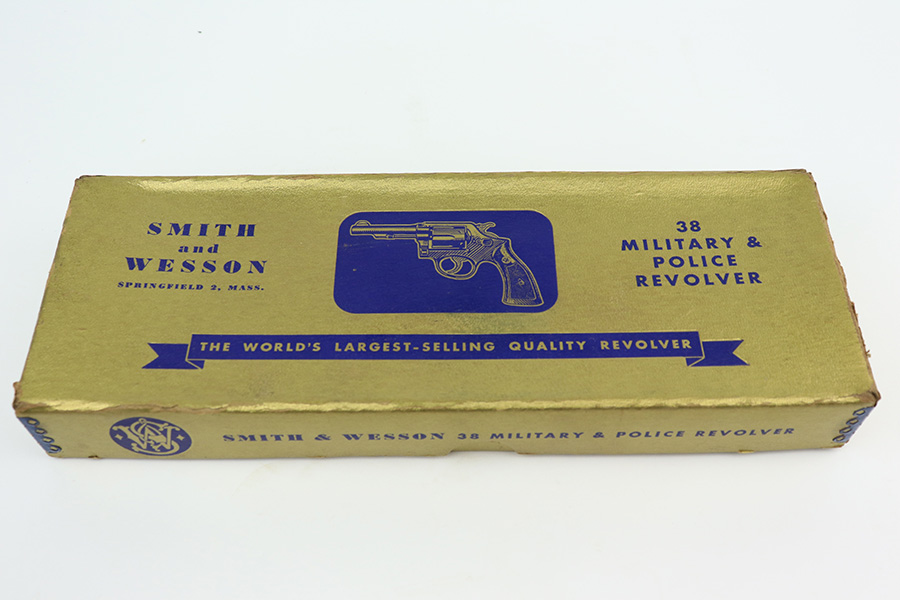 SMITH
and
WESSON
SPRINGFIELD 2, MASS.
38
MILITARY &
POLICE
REVOLVER
THE WORLD'S LARGEST-SELLING QUALITY REVOLVER
SMITH & WESSON 38 MILITARY & POLICE REVOLVER